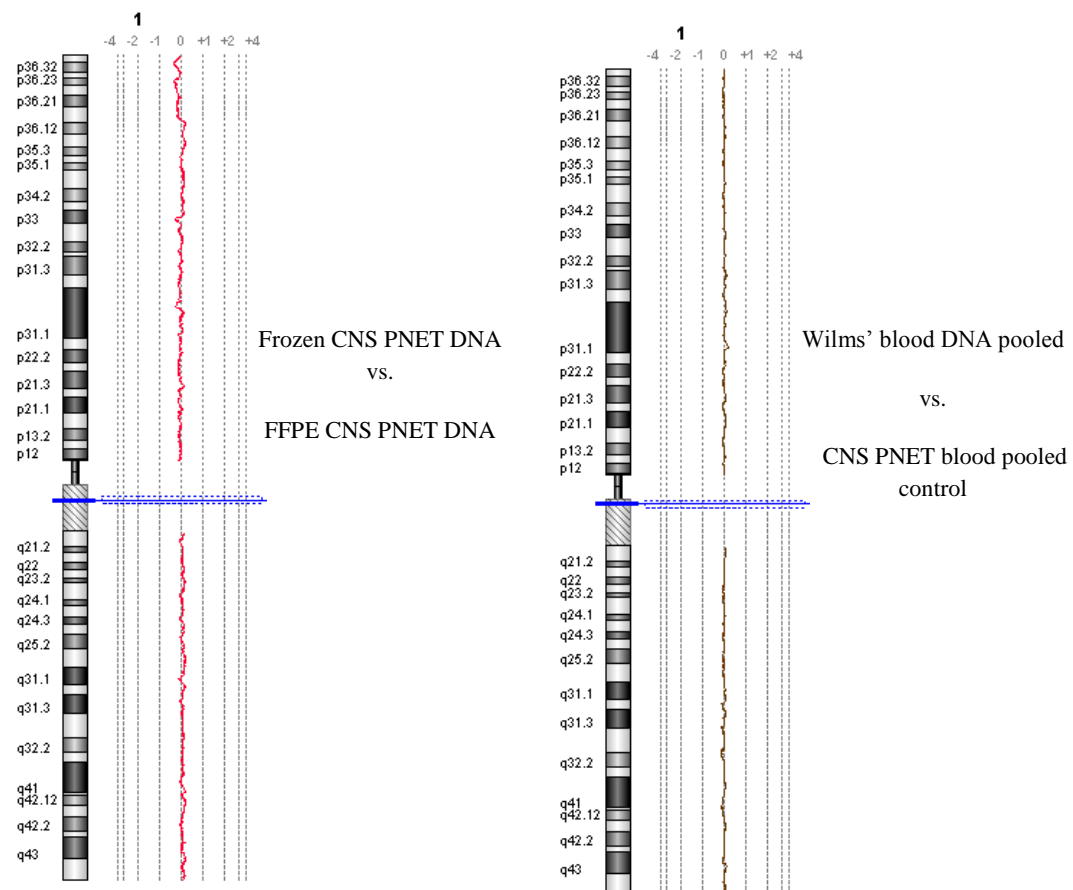 1
-4 -2 -1 0 +1 +2 +4
p36.32
p36.23
p36.21
p36.12
p35.3
p35.1
p34.2
p33
p32.2
p31.3
p31.1
p22.2
p21.3
p21.1
p13.2
p12
q21.2
q22
q23.2
q24.1
q24.3
q25.2
q31.1
q31.3
q32.2
q41
q42.12
q42.2
q43
Frozen CNS PNET DNA
vs.
FFPE CNS PNET DNA
1
-4 -2 -1 0 +1 +2 +4
p36.32
p36.23
p36.21
p36.12
p35.3
p35.1
p34.2
p33
p32.2
p31.3
p31.1
p22.2
p21.3
p21.1
p13.2
p12
q21.2
q22
q23.2
q24.1
q24.3
q25.2
q31.1
q31.3
q32.2
q41
q42.12
q42.2
q43
Wilms’ blood DNA pooled
vs.
CNS PNET blood pooled
control